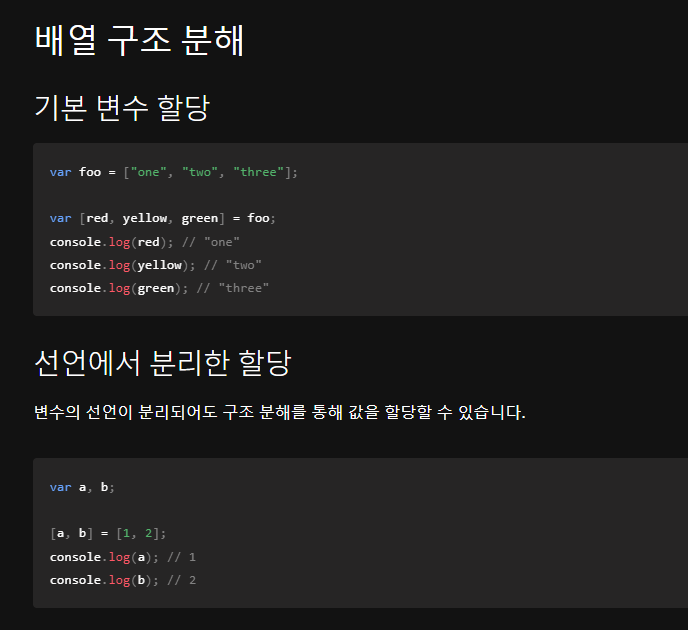 배열 구조 분해
기본 변수 할당
var foo = ["one", "two", "three"];
var [red, yellow, green] = foo;
console.log(red); // "one"
console.log(yellow); // "two"
console.log(green); // "three"
선언에서 분리한 할당
변수의 선언이 분리되어도 구조 분해를 통해 값을 할당할 수 있습니다.
var a, b;
[a, b] = [1, 2];
console.log(a); // 1
console.log(b); // 2